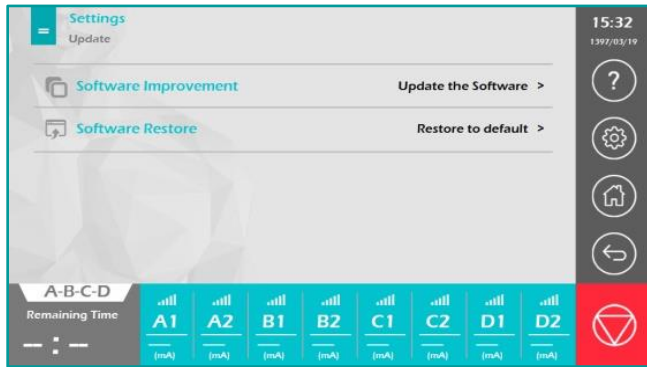 Settings
Update
15:32
1397/03/19
Software Improvement
Update the Software >
?
Software Restore
Restore to default >
A-B-C-D
Remaining Time
-- : --
A1 A2 B1 B2 C1 C2 D1 D2
(mA) (mA) (mA) (mA) (mA) (mA) (mA) (mA)